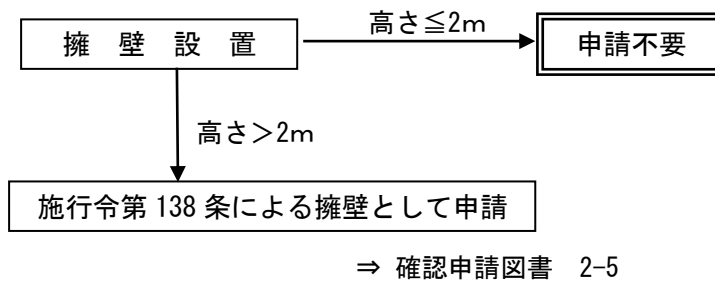 高さ≦2m
擁 壁 設 置
申請不要
高さ>2m
施行令第 138 条による擁壁として申請
⇒ 確認申請図書 2-5